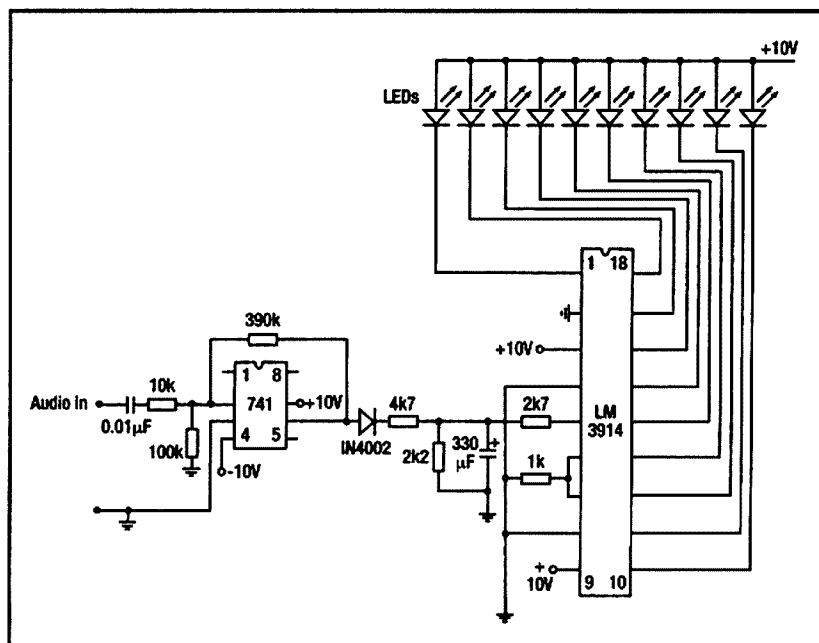 +10V
LEDs
1 18
390k
+10V
1 8
Audio in
10k
741
+10V
4k7
2k7
LM
3914
0.01µF
4 5
IN4002
330
µF
+
100k
-10V
2k2
1k
+
10V
9 10